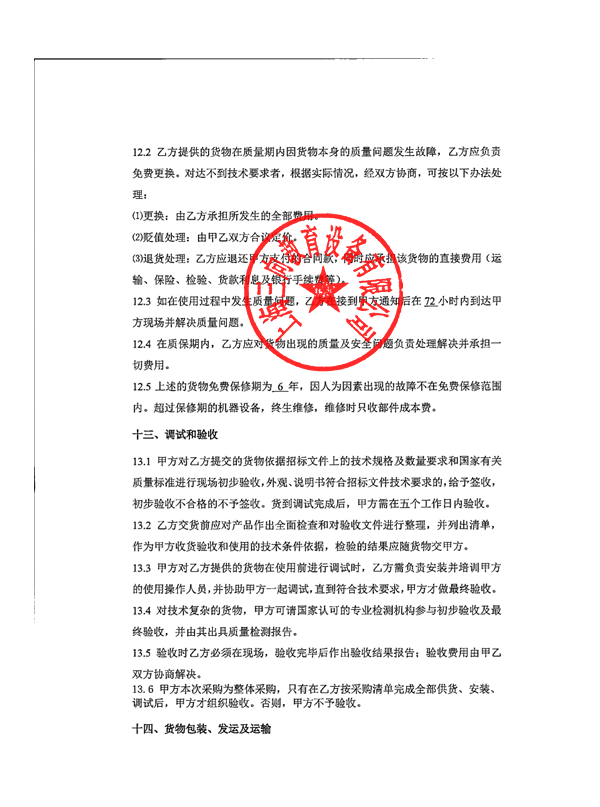 12.2 乙方提供的货物在质量期内因货物本身的质量问题发生故障，乙方应负责
免费更换。对达不到技术要求者，根据实际情况，经双方协商，可按以下办法处
理：
⑴更换：由乙方承担所发生的全部费用。
⑵贬值处理：由甲乙双方合议定价。
⑶退货处理：乙方应退还甲方支付的合同款，同时应承担该货物的直接费用（运
输、保险、检验、货款利息及银行手续费等）。
12.3 如在使用过程中发生质量问题，乙方在接到甲方通知后在 72 小时内到达甲
方现场并解决质量问题。
12.4 在质保期内，乙方应对货物出现的质量及安全问题负责处理解决并承担一
切费用。
12.5 上述的货物免费保修期为 6 年，因人为因素出现的故障不在免费保修范围
内。超过保修期的机器设备，终生维修，维修时只收部件成本费。
十三、调试和验收
13.1 甲方对乙方提交的货物依据招标文件上的技术规格及数量要求和国家有关
质量标准进行现场初步验收，外观、说明书符合招标文件技术要求的，给予签收，
初步验收不合格的不予签收。货到调试完成后，甲方需在五个工作日内验收。
13.2 乙方交货前应对产品作出全面检查和对验收文件进行整理，并列出清单，
作为甲方收货验收和使用的技术条件依据，检验的结果应随货物交甲方。
13.3 甲方对乙方提供的货物在使用前进行调试时，乙方需负责安装并培训甲方
的使用操作人员，并协助甲方一起调试，直到符合技术要求，甲方才做最终验收。
13.4 对技术复杂的货物，甲方可请国家认可的专业检测机构参与初步验收及最
终验收，并由其出具质量检测报告。
13.5 验收时乙方必须在现场，验收完毕后作出验收结果报告；验收费用由甲乙
双方协商解决。
13.6 甲方本次采购为整体采购，只有在乙方按采购清单完成全部供货、安装、
调试后，甲方才组织验收。否则，甲方不予验收。
十四、货物包装、发运及运输
教育设备有限公司